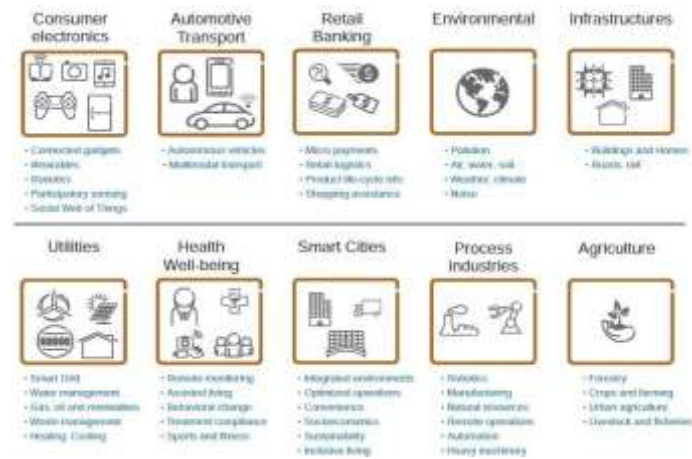 Consumer
electronics
Automotive
Transport
Retail
Banking
Environmental
Infrastructures
• Connected gadgets
• Wearables
• Robotics
• Participatory sensing
• Social Web of Things
• Autonomous vehicles
• Multimodal transport
• Micro payments
• Retail logistics
• Product life-cycle info
• Shopping assistance
• Pollution
• Air, water, soil
• Weather, climate
• Noise
• Buildings and Homes
• Roads, rail
Utilities
Health
Well-being
Smart Cities
Process
Industries
Agriculture
• Smart Grid
• Water management
• Gas, oil and renewables
• Waste management
• Heating, Cooling
• Remote monitoring
• Assisted living
• Behavioral change
• Treatment compliance
• Sports and fitness
• Integrated environments
• Optimized operations
• Convenience
• Socioeconomics
• Sustainability
• Inclusive living
• Robotics
• Manufacturing
• Natural resources
• Remote operations
• Automation
• Heavy machinery
• Forestry
• Crops and farming
• Urban agriculture
• Livestock and fisheries